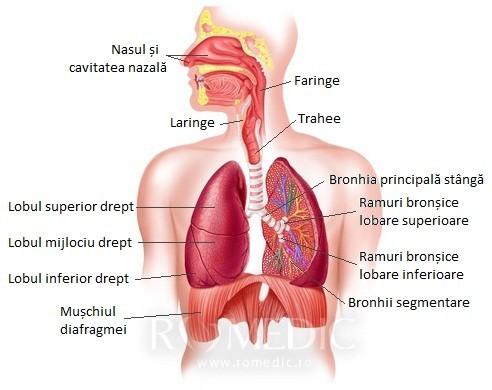 Nasul și
cavitatea nazală
Faringe
Laringe
Trahee
Bronhia principală stângă
Ramuri bronșice
lobare superioare
Lobul superior drept
Lobul mijlociu drept
Ramuri bronșice
lobare inferioare
Lobul inferior drept
Bronhii segmentare
Mușchiul
diafragmei
ROMEDIC
www.romedic.ro